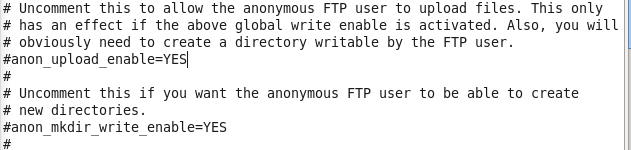 # Uncomment this to allow the anonymous FTP user to upload files. This only
# has an effect if the above global write enable is activated. Also, you will
# obviously need to create a directory writable by the FTP user.
#anon_upload_enable=YES
#
# Uncomment this if you want the anonymous FTP user to be able to create
# new directories.
#anon_mkdir_write_enable=YES
#